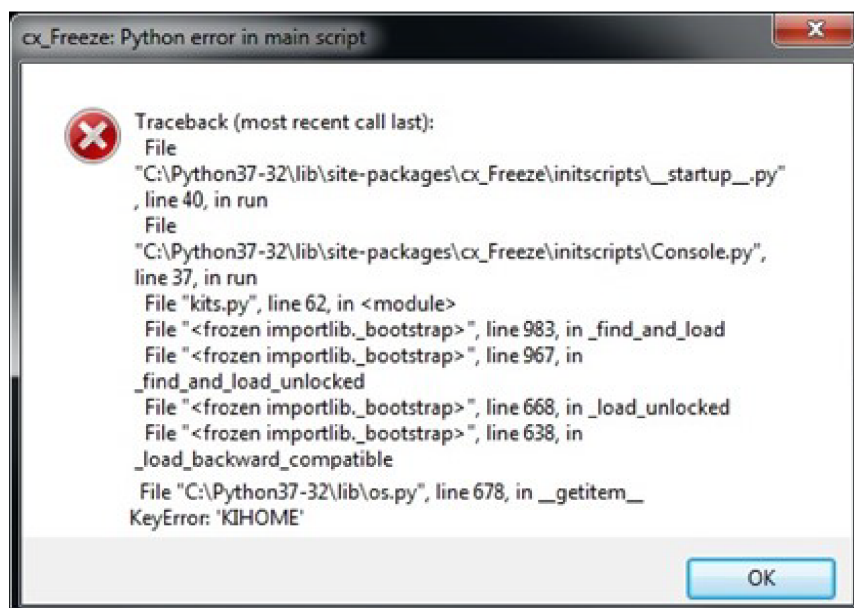 cx_Freeze: Python error in main script
Traceback (most recent call last):
File
"C:\Python37-32\lib\site-packages\cx_Freeze\initscripts\__startup__.py"
, line 40, in run
File
"C:\Python37-32\lib\site-packages\cx_Freeze\initscripts\Console.py",
line 37, in run
File "kits.py", line 62, in <module>
File "<frozen importlib._bootstrap>", line 983, in _find_and_load
File "<frozen importlib._bootstrap>", line 967, in
_find_and_load_unlocked
File "<frozen importlib._bootstrap>", line 668, in _load_unlocked
File "<frozen importlib._bootstrap>", line 638, in
_load_backward_compatible
File "C:\Python37-32\lib\os.py", line 678, in __getitem__
KeyError: 'KIHOME'
OK